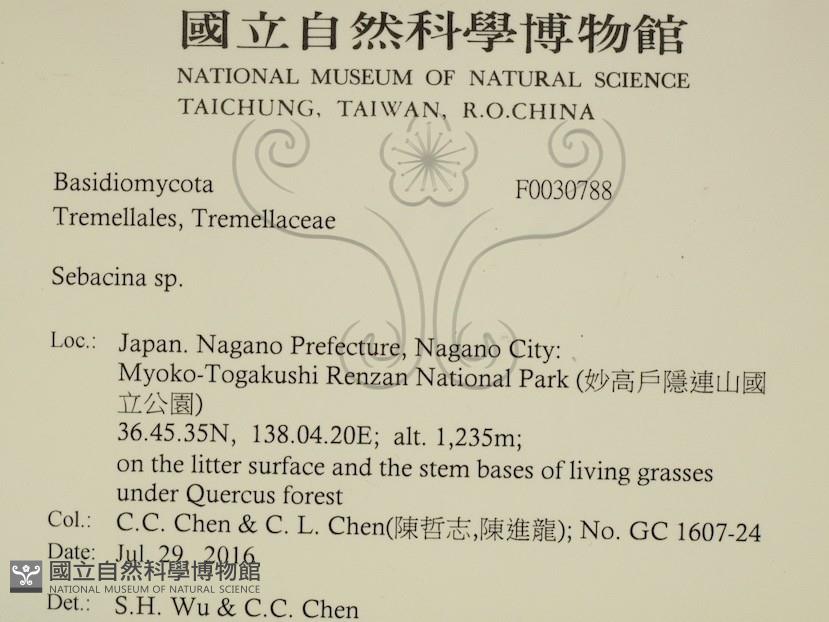 國立自然科學博物館
NATIONAL MUSEUM OF NATURAL SCIENCE
TAICHUNG, TAIWAN, R.O.CHINA
Basidiomycota F0030788
Tremellales, Tremellaceae
Sebacina sp.
Loc.: Japan. Nagano Prefecture, Nagano City:
Myoko-Togakushi Renzan National Park (妙高戶隱連山國
立公園)
36.45.35N, 138.04.20E; alt. 1,235m;
on the litter surface and the stem bases of living grasses
under Quercus forest
Col.: C.C. Chen & C. L. Chen(陳哲志,陳進龍); No. GC 1607-24
Date: Jul. 29, 2016
國立自然科學博物館
NATIONAL MUSEUM OF NATURAL SCIENCE
Det.: S.H. Wu & C.C. Chen